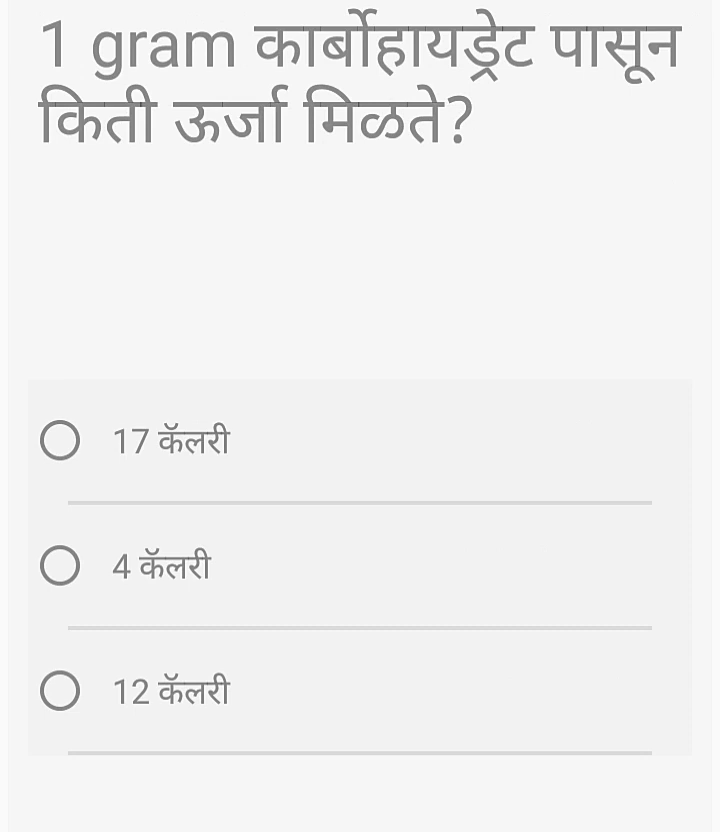 1 gram कार्बोहायड्रेट पासून
किती ऊर्जा मिळते?
17 कॅलरी
4 कॅलरी
12 कॅलरी